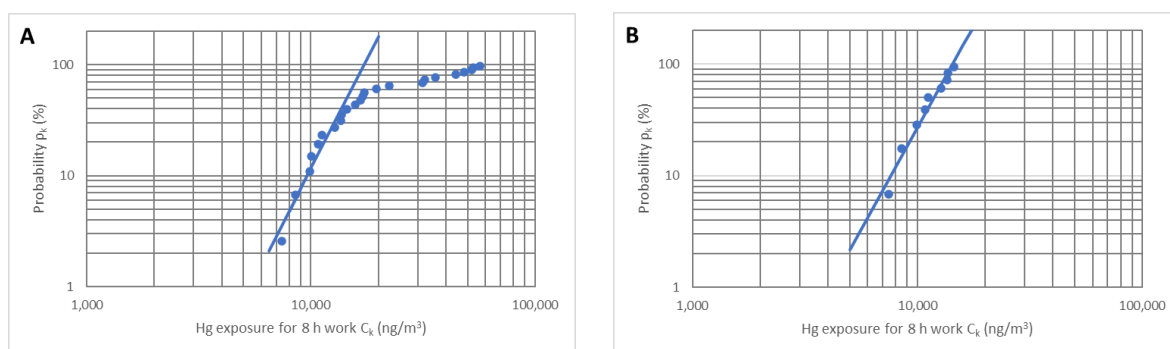 A
Probability pₖ (%)
100
10
1
1,000
10,000
100,000
Hg exposure for 8 h work Cₖ (ng/m³)
B
Probability pₖ (%)
100
10
1
1,000
10,000
100,000
Hg exposure for 8 h work Cₖ (ng/m³)